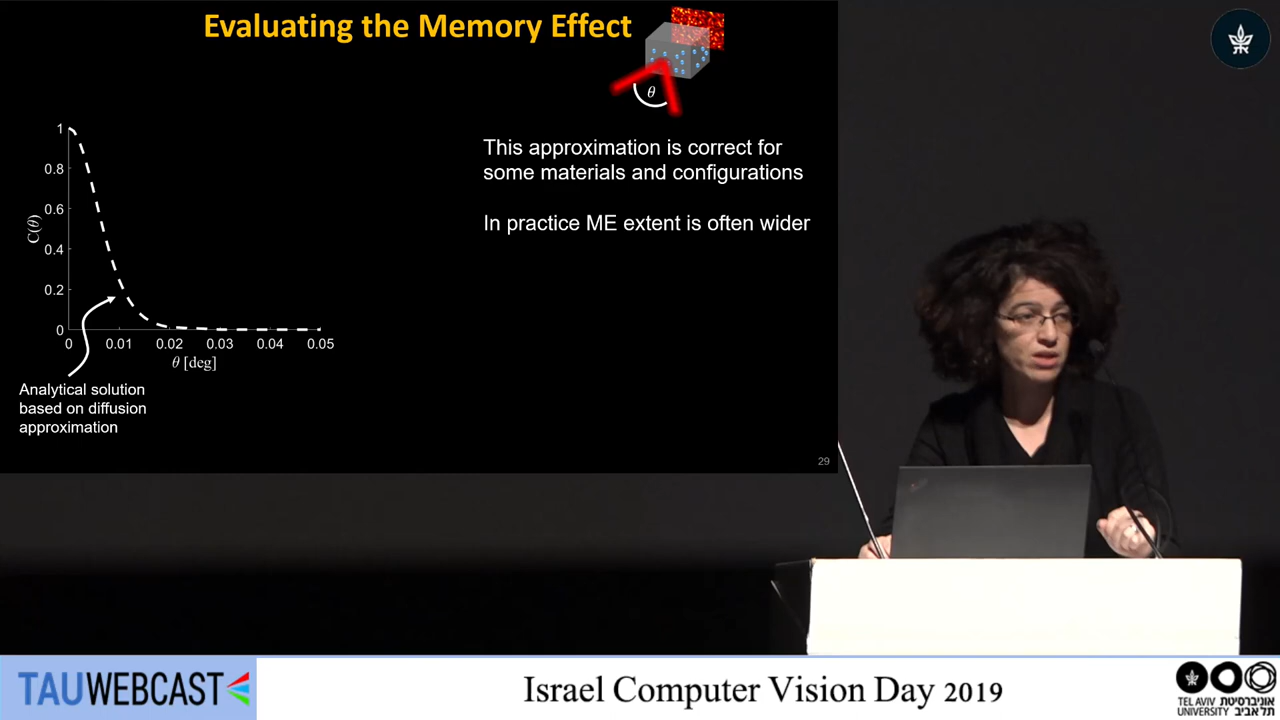 Evaluating the Memory Effect
θ
This approximation is correct for
some materials and configurations
In practice ME extent is often wider
1
0.8
0.6
0.4
0.2
0
C(θ)
0 0.01 0.02 0.03 0.04 0.05
θ [deg]
Analytical solution
based on diffusion
approximation
29
TAUWEBCAST
Israel Computer Vision Day 2019
TEL AVIV אוניברסיטת
UNIVERSITY תל אביב